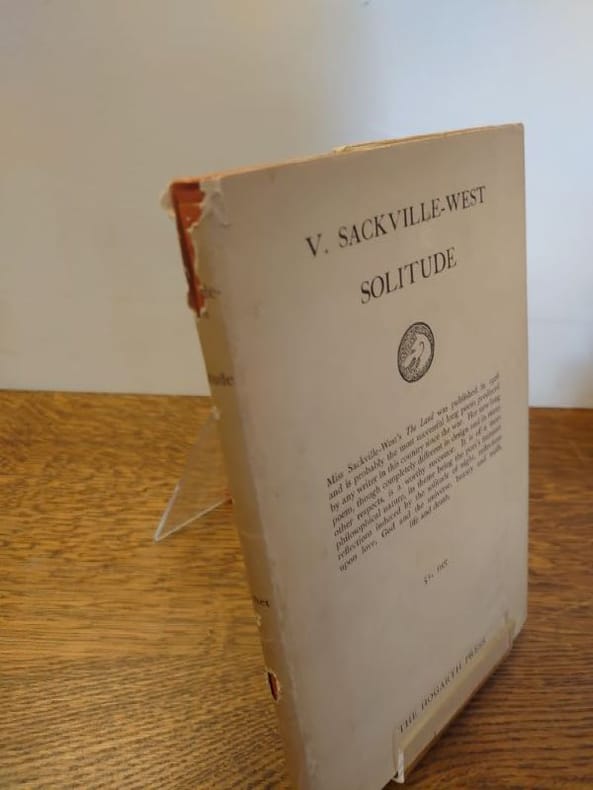 V. SACKVILLE-WEST
SOLITUDE
Miss Sackville-West's The Land was published in 1926
and is probably the most successful long poem produced
by any writer in this country since the war. Her new long
poem, though completely different in design and in many
other respects, is a worthy successor. It is of a more
philosophical nature, its theme being the poet's passionate
reflections induced by the solitude of night, reflections
upon love, God and the universe, beauty and truth,
life and death.
5s. net
THE HOGARTH PRESS